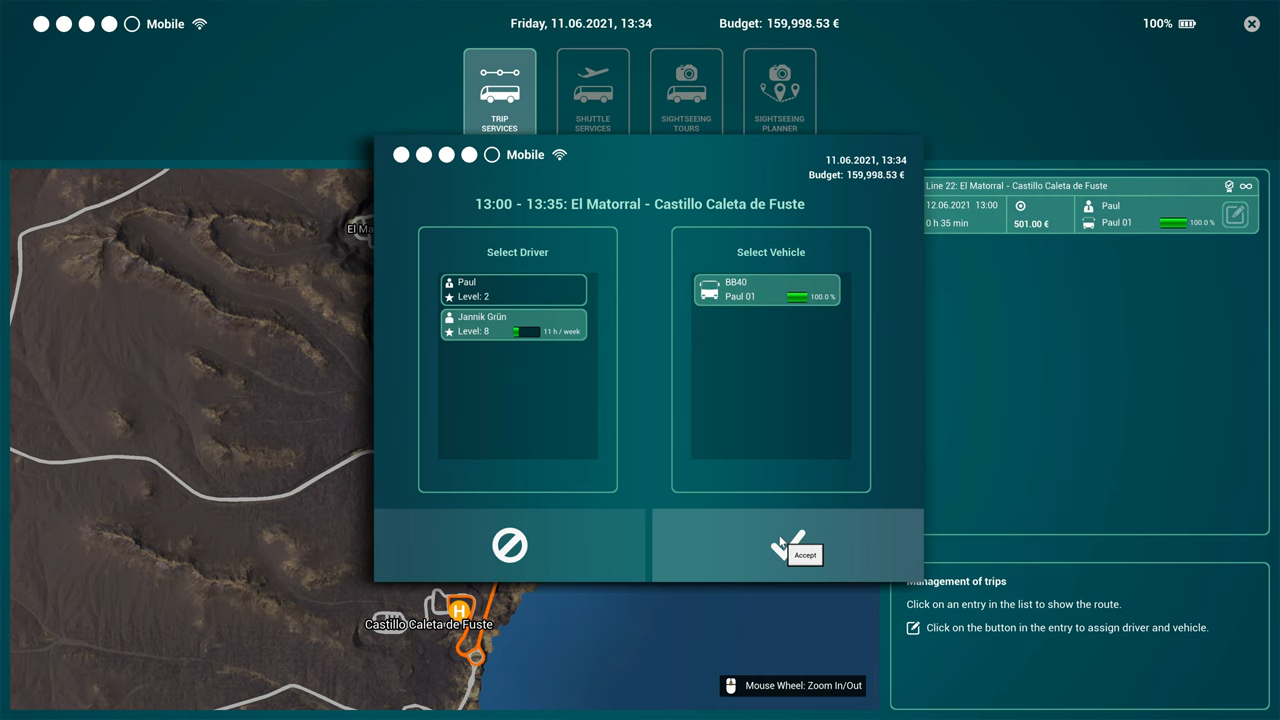 Mobile
Friday, 11.06.2021, 13:34
Budget: 159,998.53 €
100%
TRIP
SERVICES
SHUTTLE
SERVICES
SIGHTSEEING
TOURS
SIGHTSEEING
PLANNER
Mobile
11.06.2021, 13:34
Budget: 159,998.53 €
13:00 - 13:35: El Matorral - Castillo Caleta de Fuste
Select Driver
Paul
Level: 2
Jannik Grün
Level: 8
11 h / week
Select Vehicle
BB40
Paul 01
100.0 %
Accept
Line 22: El Matorral - Castillo Caleta de Fuste
12.06.2021 13:00
0 h 35 min
501.00 €
Paul
Paul 01
100.0 %
El Ma
H
Castillo Caleta de Fuste
Mouse Wheel: Zoom In/Out
Management of trips
Click on an entry in the list to show the route.
Click on the button in the entry to assign driver and vehicle.